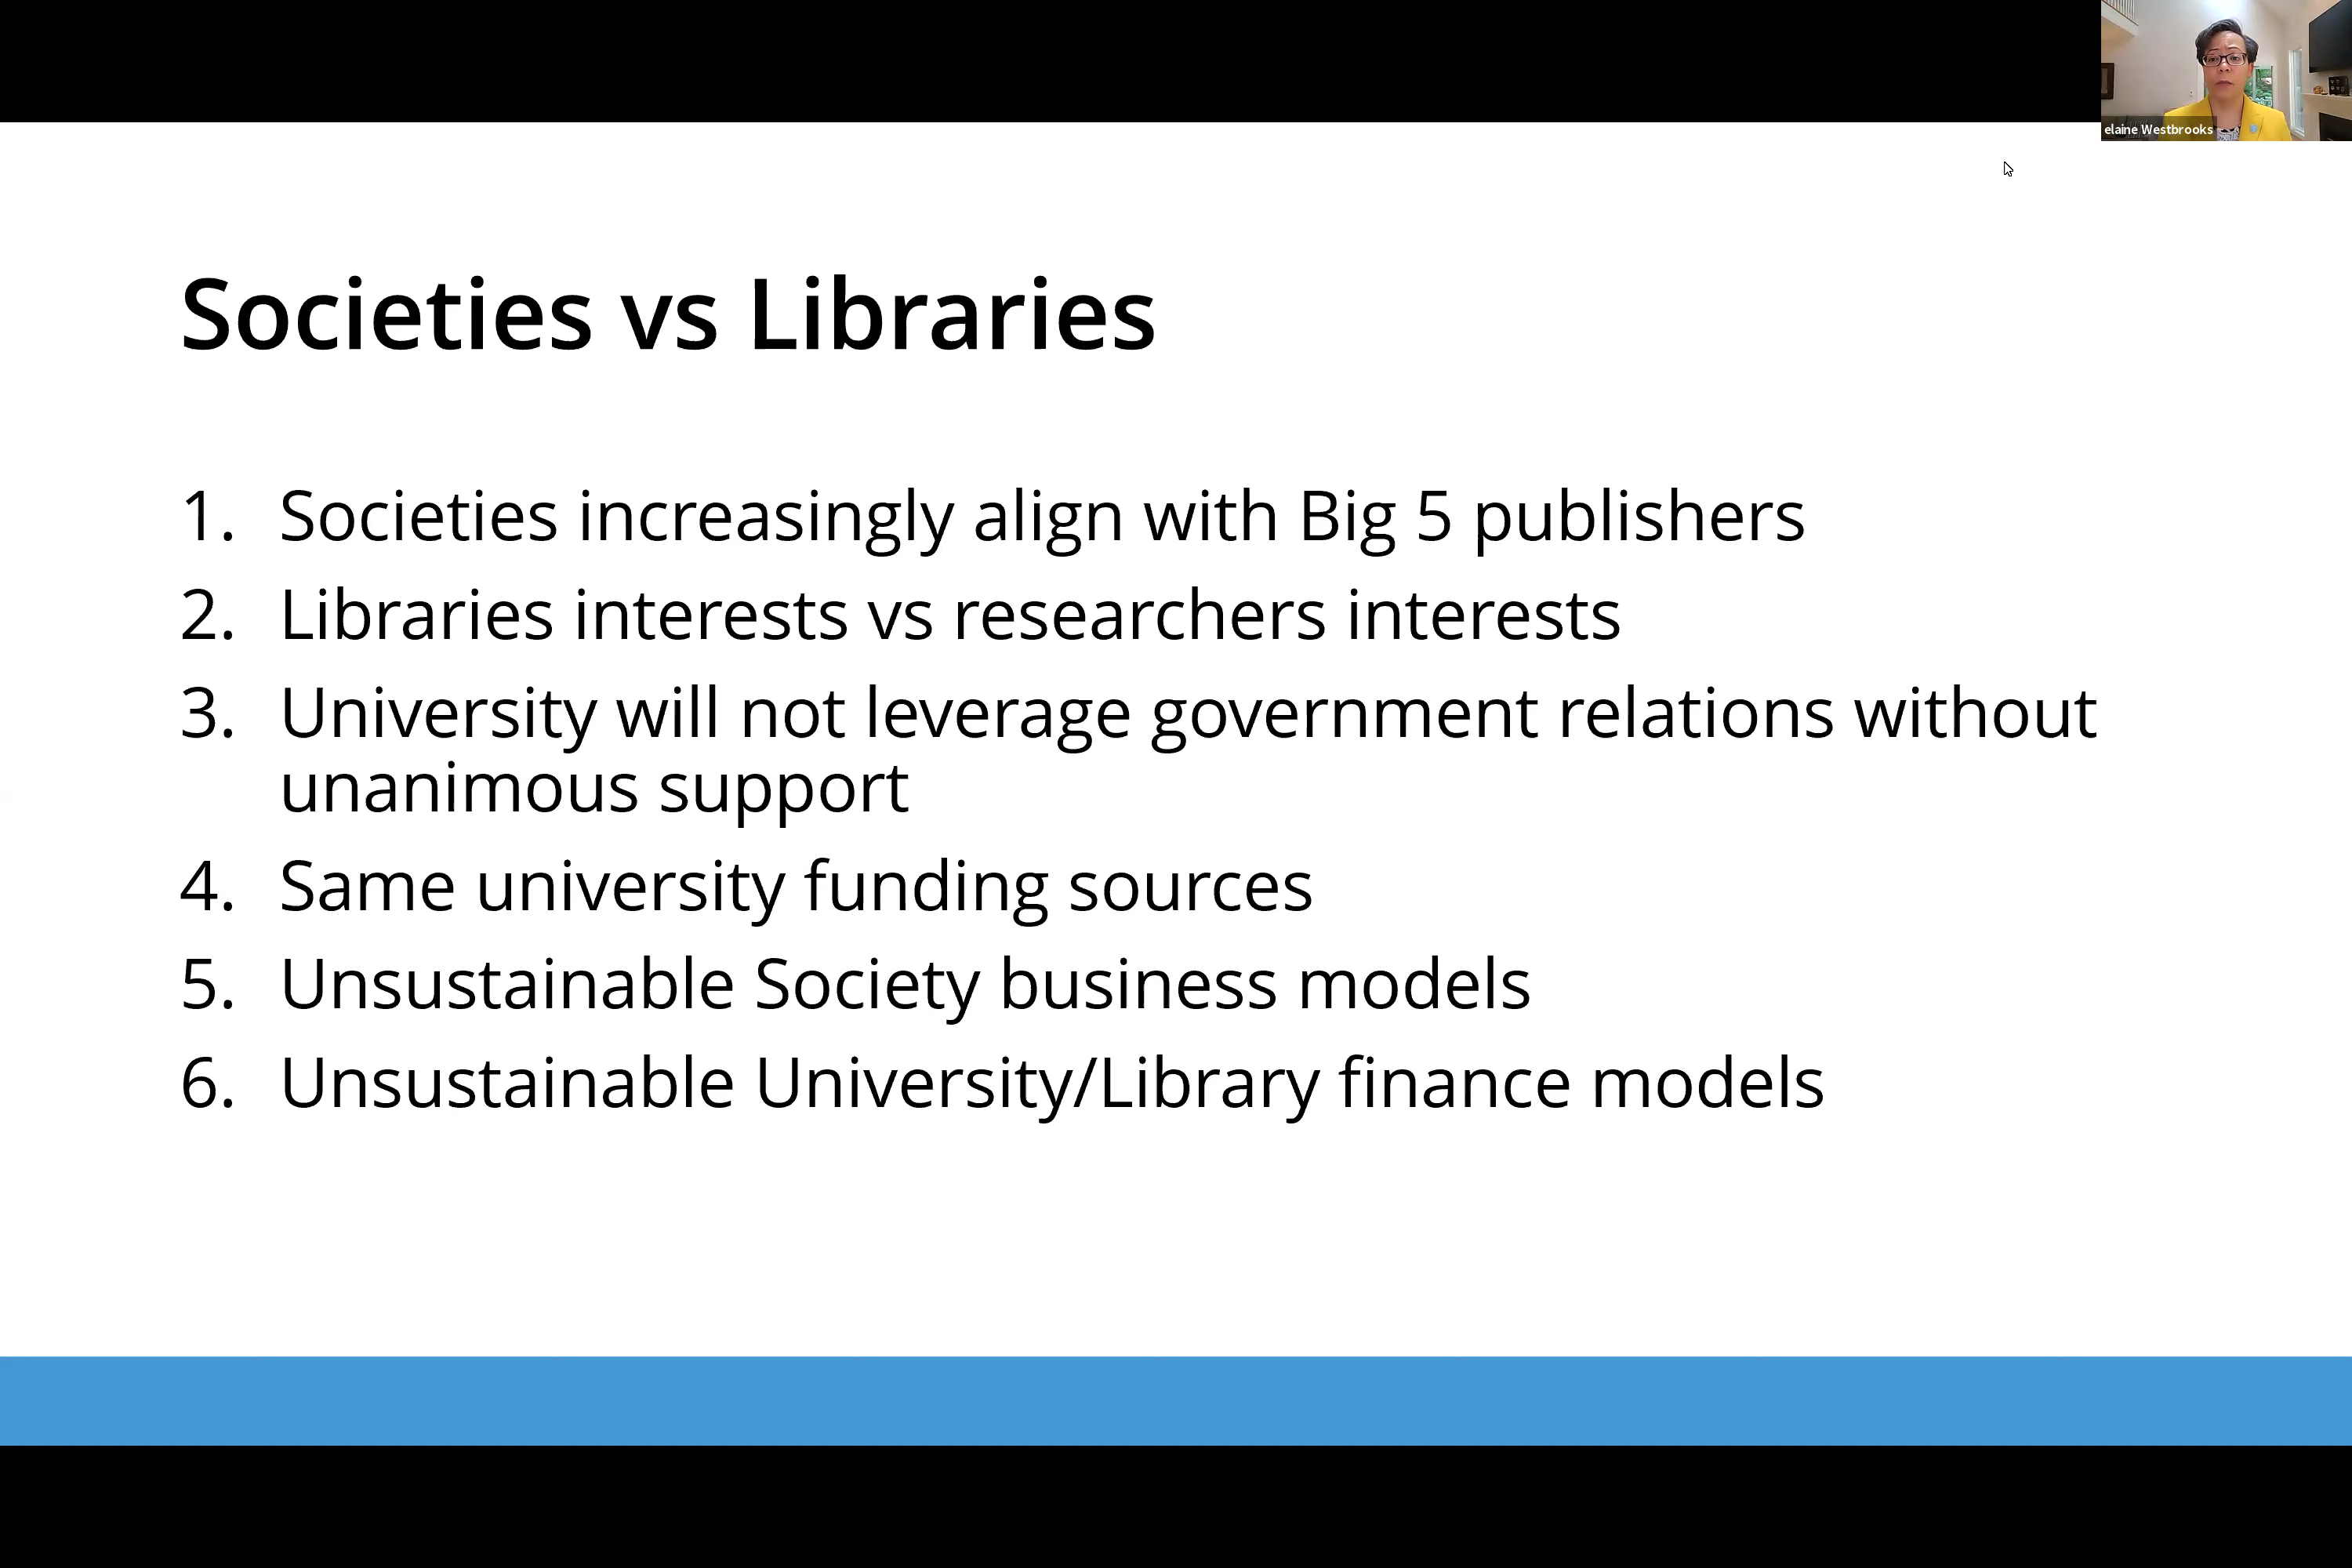 elaine Westbrooks
Societies vs Libraries
1. Societies increasingly align with Big 5 publishers
2. Libraries interests vs researchers interests
3. University will not leverage government relations without
unanimous support
4. Same university funding sources
5. Unsustainable Society business models
6. Unsustainable University/Library finance models